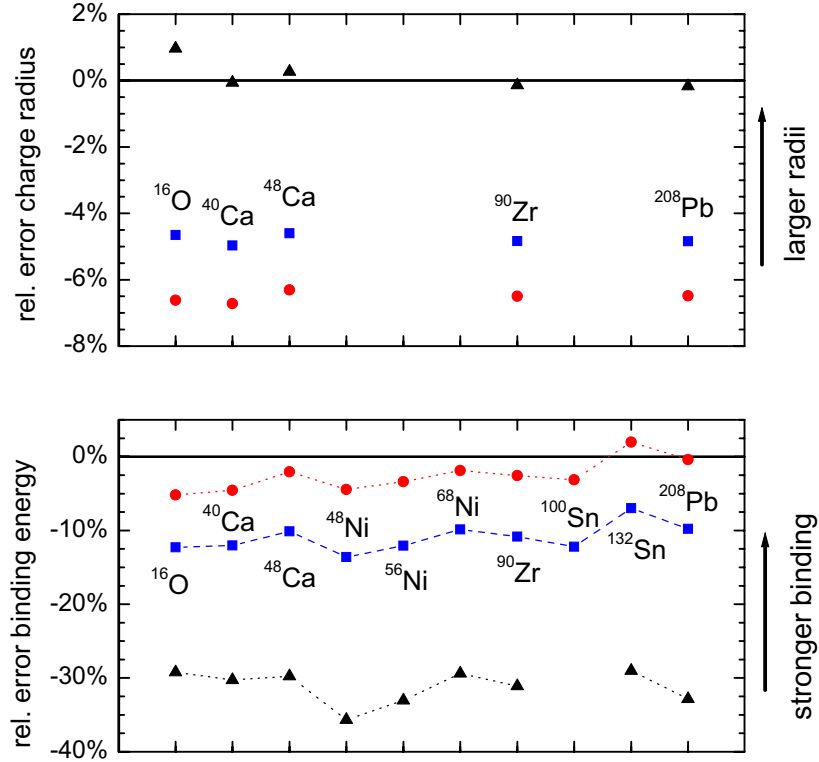 2%
0%
-2%
-4%
-6%
-8%
rel. error charge radius
¹⁶O
⁴⁰Ca
⁴⁸Ca
⁹⁰Zr
²⁰⁸Pb
larger radii
0%
-10%
-20%
-30%
-40%
rel. error binding energy
¹⁶O
⁴⁰Ca
⁴⁸Ca
⁴⁸Ni
⁵⁶Ni
⁶⁸Ni
⁹⁰Zr
¹⁰⁰Sn
¹³²Sn
²⁰⁸Pb
stronger binding